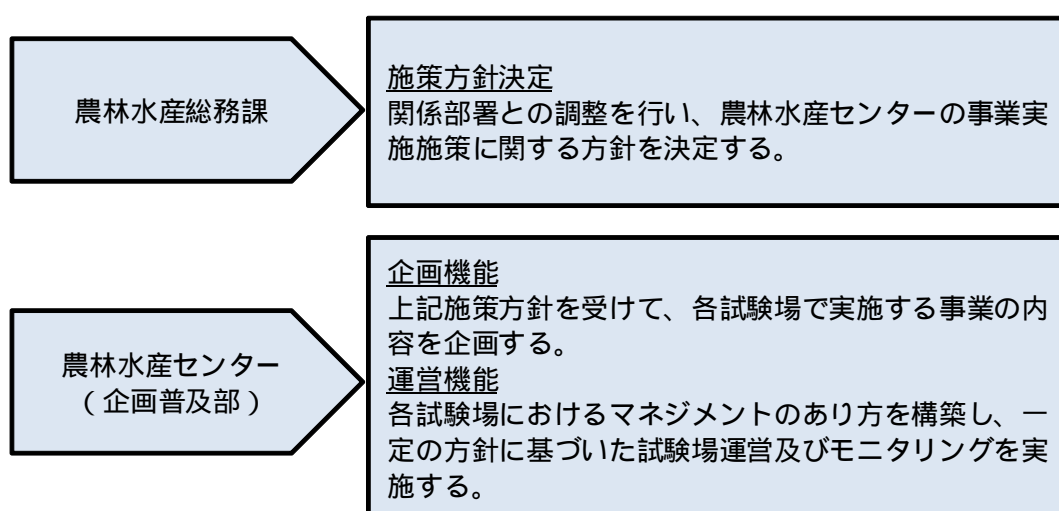 農林水産総務課
施策方針決定
関係部署との調整を行い、農林水産センターの事業実
施施策に関する方針を決定する。
農林水産センター
(企画普及部)
企画機能
上記施策方針を受けて、各試験場で実施する事業の内
容を企画する。
運営機能
各試験場におけるマネジメントのあり方を構築し、一
定の方針に基づいた試験場運営及びモニタリングを実
施する。